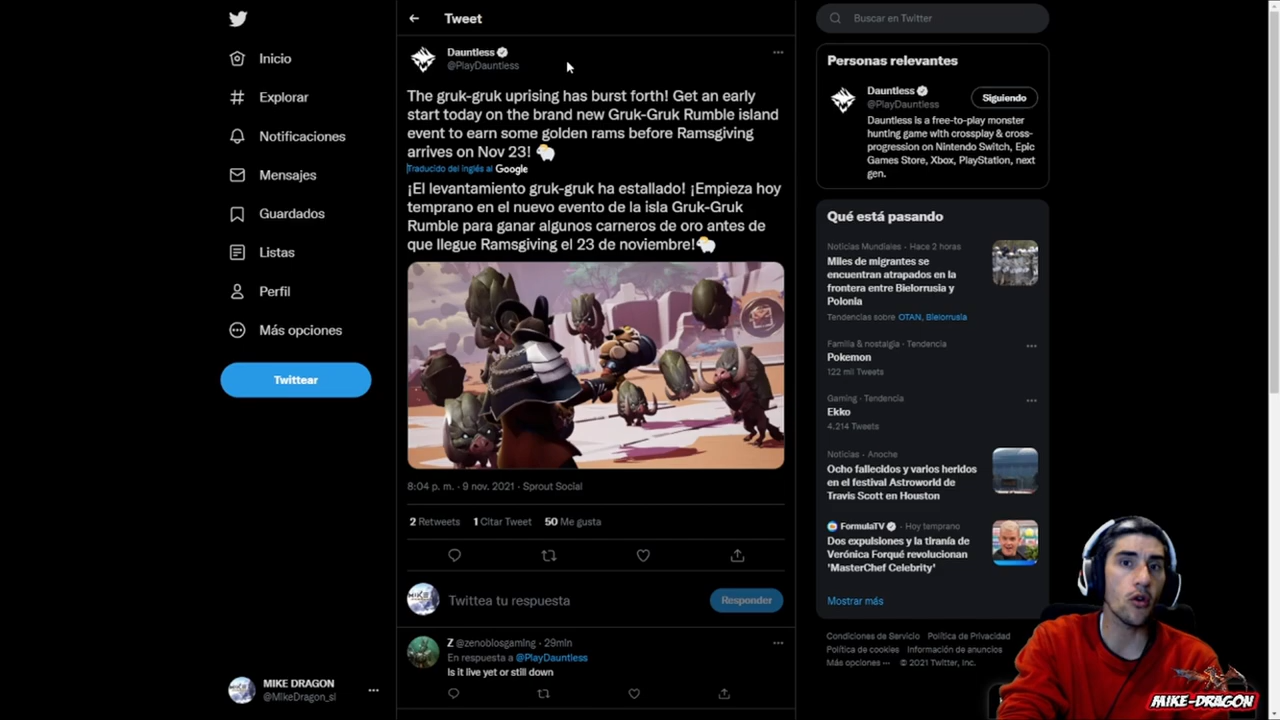 Tweet
Buscar en Twitter
Inicio
Explorar
Notificaciones
Mensajes
Guardados
Listas
Perfil
Más opciones
Twittear
MIKE DRAGON
@MikeDragon_sl
Dauntless
@PlayDauntless
The gruk-gruk uprising has burst forth! Get an early
start today on the brand new Gruk-Gruk Rumble island
event to earn some golden rams before Ramsgiving
arrives on Nov 23!
Traducido del inglés al Google
¡El levantamiento gruk-gruk ha estallado! ¡Empieza hoy
temprano en el nuevo evento de la isla Gruk-Gruk
Rumble para ganar algunos carneros de oro antes de
que llegue Ramsgiving el 23 de noviembre!
8:04 p. m. · 9 nov. 2021 · Sprout Social
2 Retweets 1 Citar Tweet 50 Me gusta
Twittea tu respuesta
Responder
Z @zenoblosgaming · 29min
En respuesta a @PlayDauntless
Is it live yet or still down
Personas relevantes
Dauntless
@PlayDauntless
Siguiendo
Dauntless is a free-to-play monster
hunting game with crossplay & cross-
progression on Nintendo Switch, Epic
Games Store, Xbox, PlayStation, next
gen.
Qué está pasando
Noticias Mundiales · Hace 2 horas
Miles de migrantes se
encuentran atrapados en la
frontera entre Bielorrusia y
Polonia
Tendencias sobre OTAN, Bielorrusia
Familia & nostalgia · Tendencia
Pokemon
122 mil Tweets
Gaming · Tendencia
Ekko
4.214 Tweets
Noticias · Anoche
Ocho fallecidos y varios heridos
en el festival Astroworld de
Travis Scott en Houston
FormulaTV · Hoy temprano
Dos expulsiones y la tiranía de
Verónica Forqué revolucionan
'MasterChef Celebrity'
Mostrar más
Condiciones de Servicio Política de Privacidad
Política de cookies Información de anuncios
Más opciones ··· © 2021 Twitter, Inc.
MIKE-DRAGON